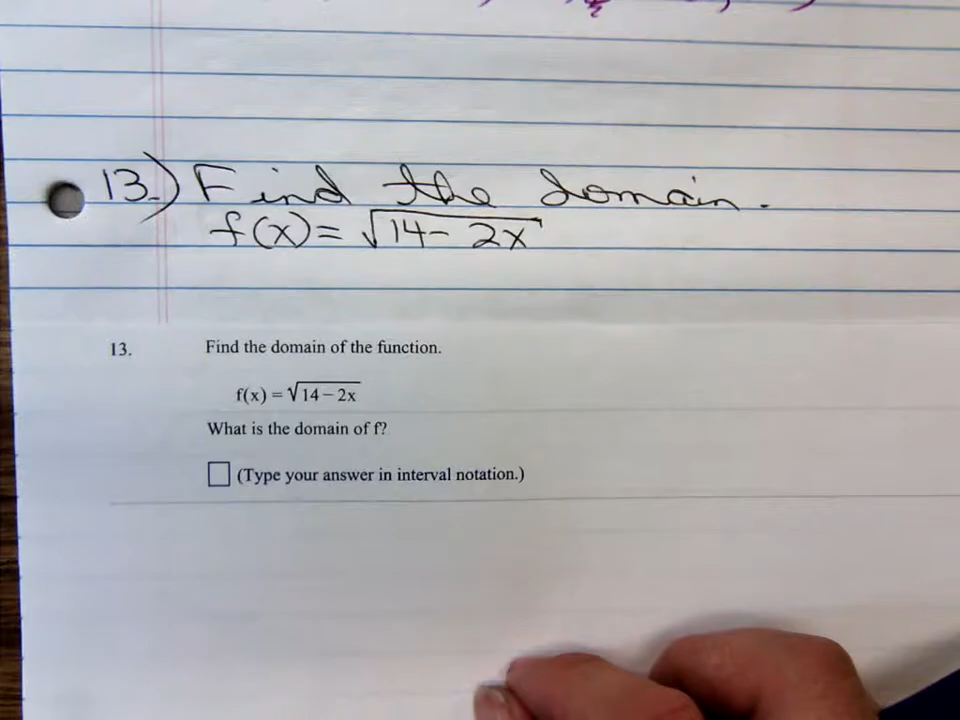 13.) Find the domain.
f(x) = √14 - 2x
13. Find the domain of the function.
f(x) = √14 - 2x
What is the domain of f?
(Type your answer in interval notation.)